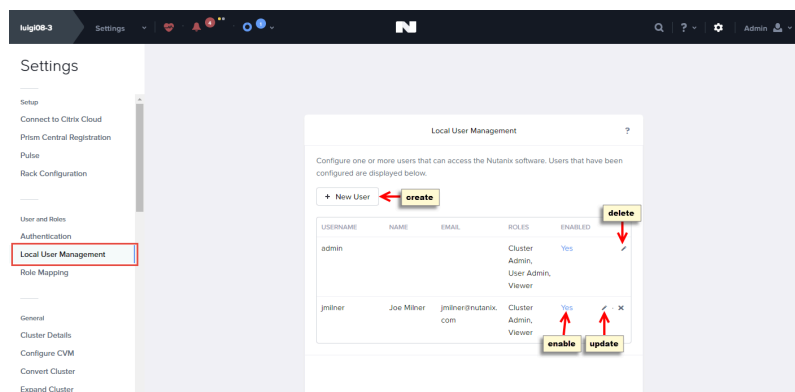 luigi08-3 Settings 4 1 ? Admin
Settings
Setup
Connect to Citrix Cloud
Prism Central Registration
Pulse
Rack Configuration
User and Roles
Authentication
Local User Management
Role Mapping
General
Cluster Details
Configure CVM
Convert Cluster
Expand Cluster
Local User Management ?
Configure one or more users that can access the Nutanix software. Users that have been
configured are displayed below.
+ New User create
delete
USERNAME NAME EMAIL ROLES ENABLED
admin Cluster Yes
Admin,
User Admin,
Viewer
jmilner Joe Milner jmilner@nutanix. Cluster Yes
com Admin,
Viewer
enable update